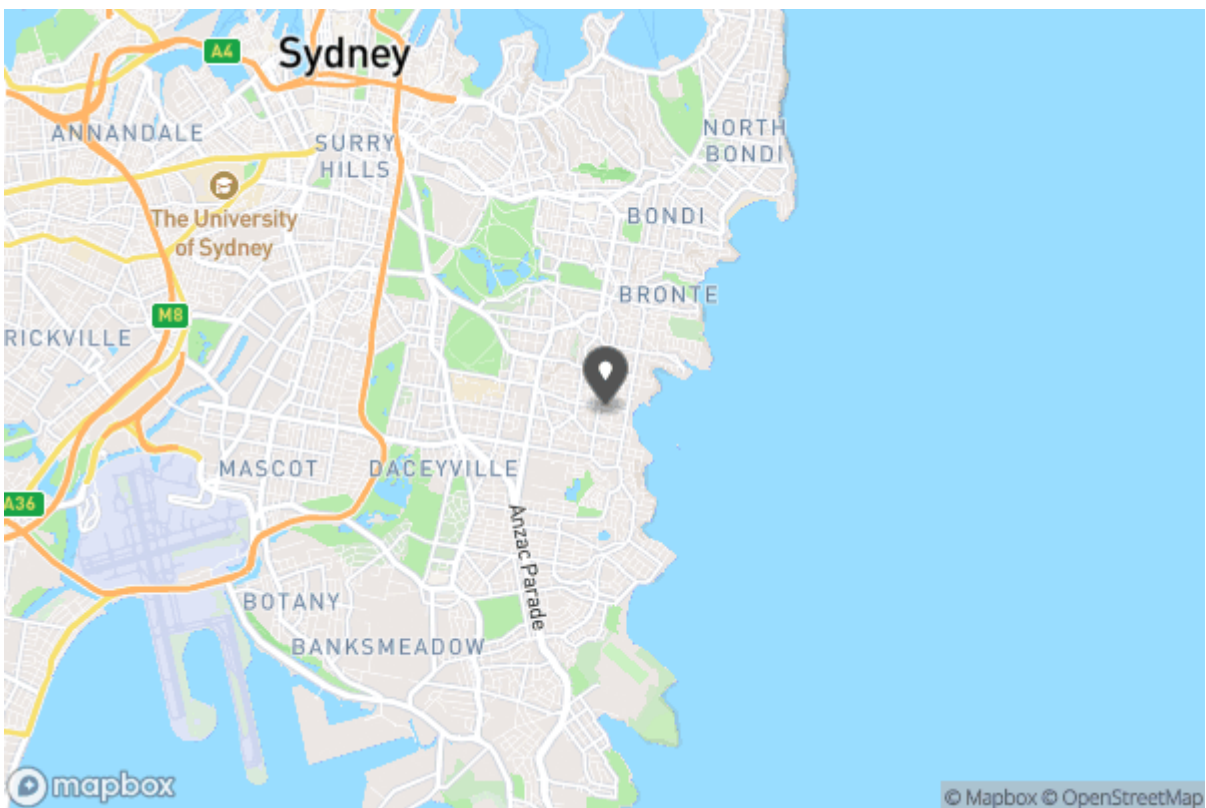 A4
Sydney
ANNANDALE
SURRY
HILLS
NORTH
BONDI
The University
of Sydney
BONDI
BRONTE
M8
RICKVILLE
MASCOT
DACEYVILLE
A36
Anzac Parade
BOTANY
BANKSMEADOW
mapbox
© Mapbox © OpenStreetMap